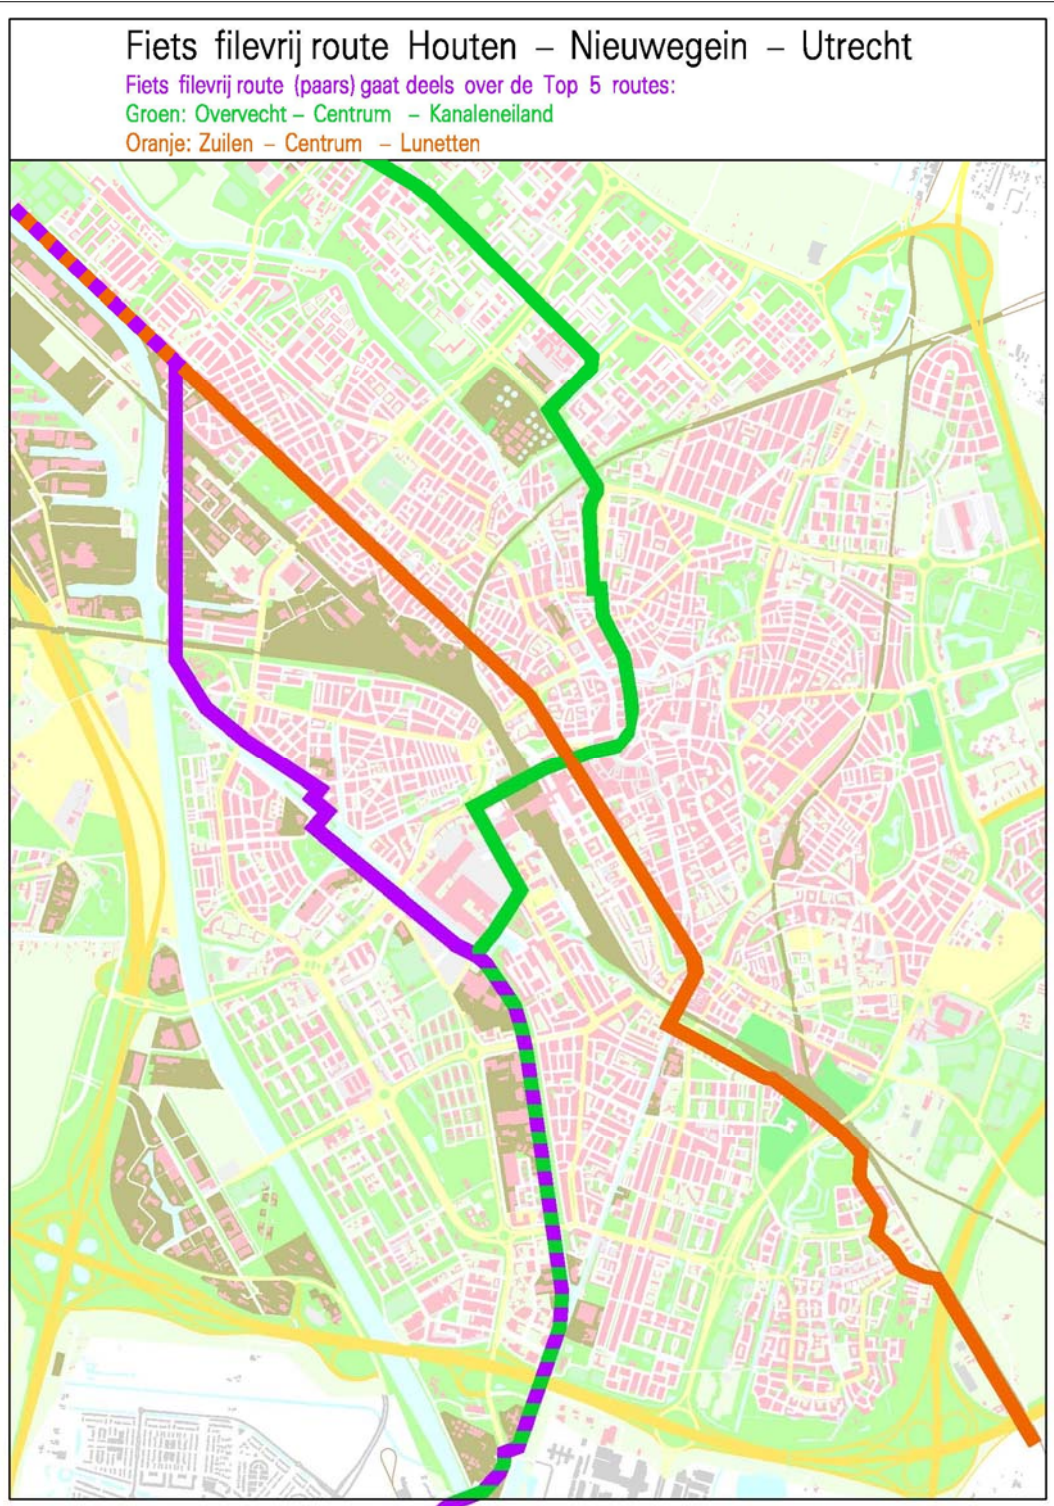 Fiets filevrij route Houten – Nieuwegein – Utrecht
Fiets filevrij route (paars) gaat deels over de Top 5 routes:
Groen: Overvecht – Centrum – Kanaleneiland
Oranje: Zuilen – Centrum – Lunetten